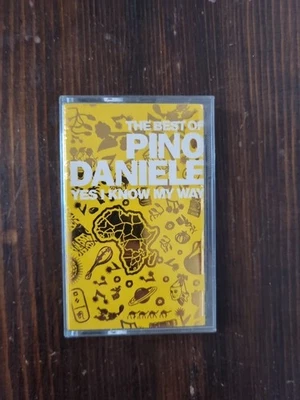 THE BEST OF
PINO
DANIELE
YES I KNOW MY WAY